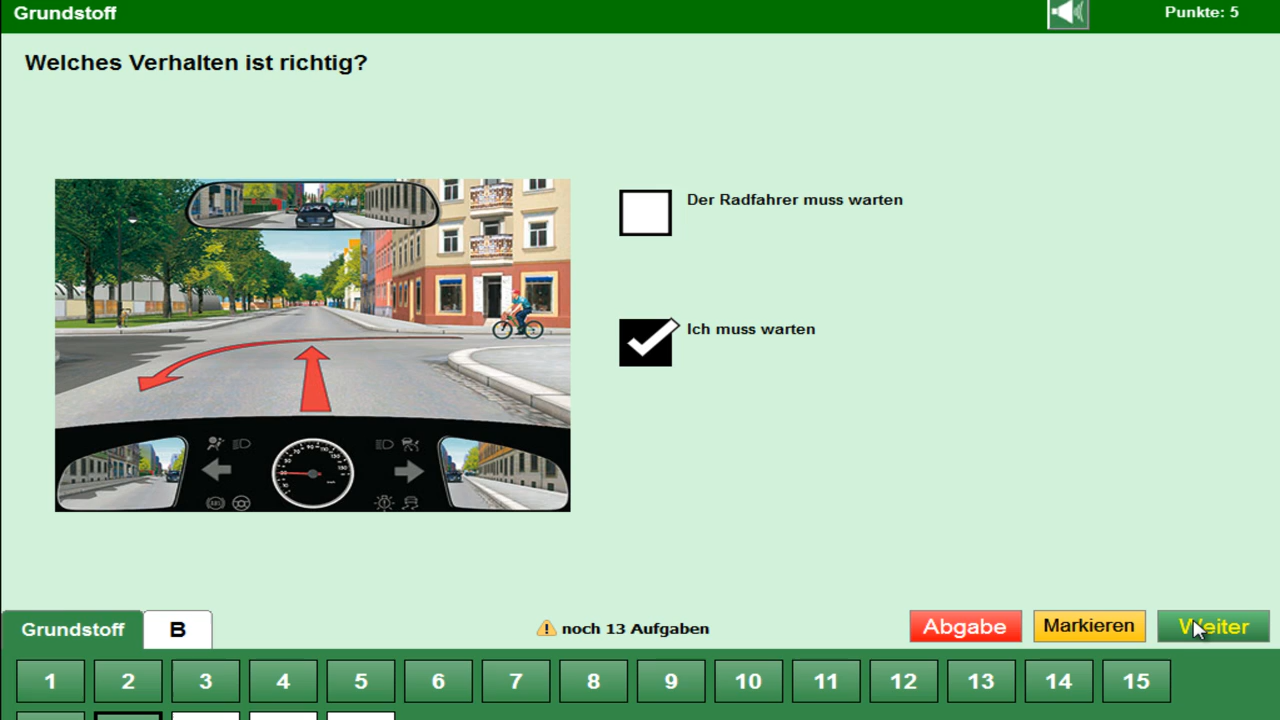 Grundstoff
Punkte: 5
Welches Verhalten ist richtig?
Der Radfahrer muss warten
Ich muss warten
Grundstoff
B
noch 13 Aufgaben
Abgabe
Markieren
Weiter
1 2 3 4 5 6 7 8 9 10 11 12 13 14 15